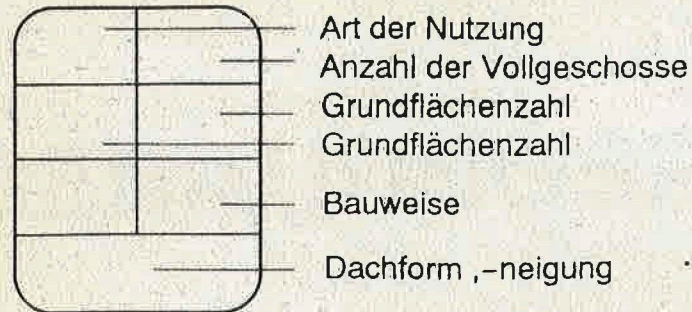 Art der Nutzung
Anzahl der Vollgeschosse
Grundflächenzahl
Grundflächenzahl
Bauweise
Dachform ,-neigung